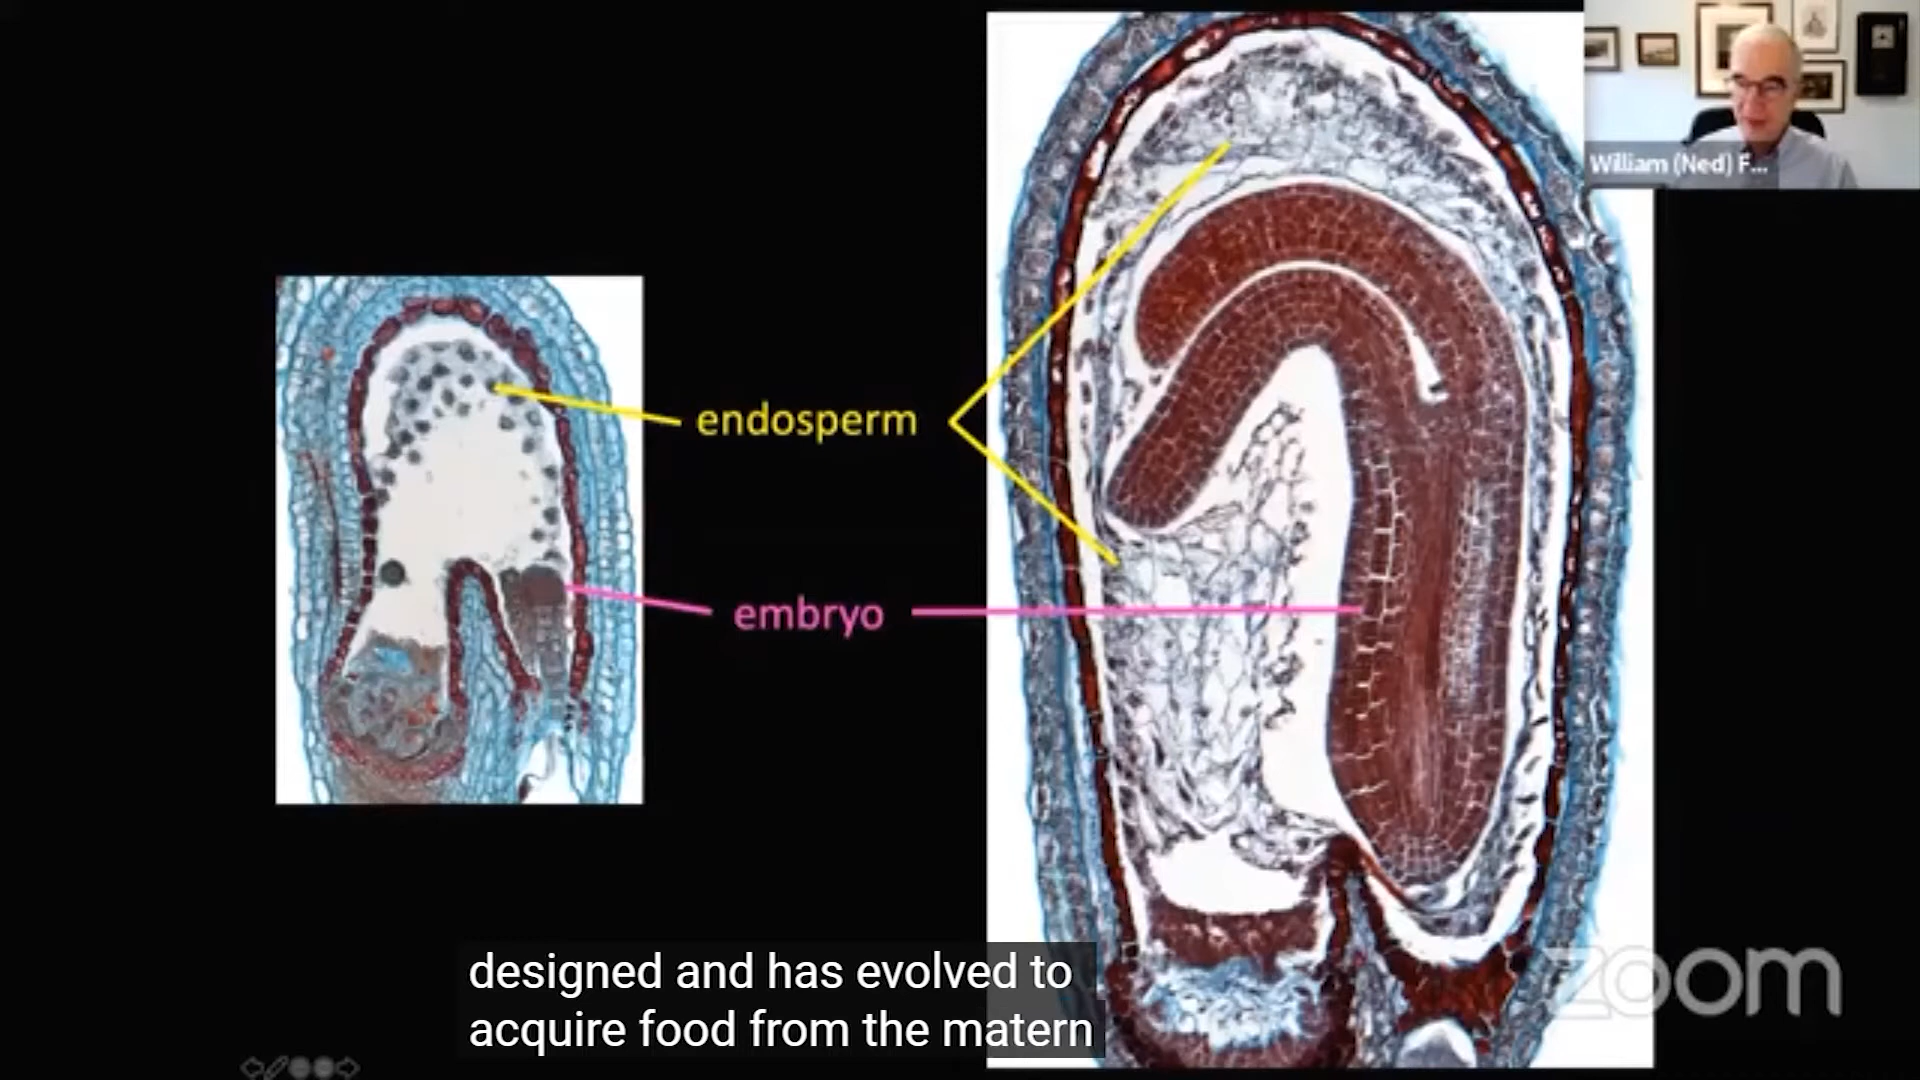 William (Ned) F...
endosperm
embryo
designed and has evolved to
acquire food from the matern
zoom